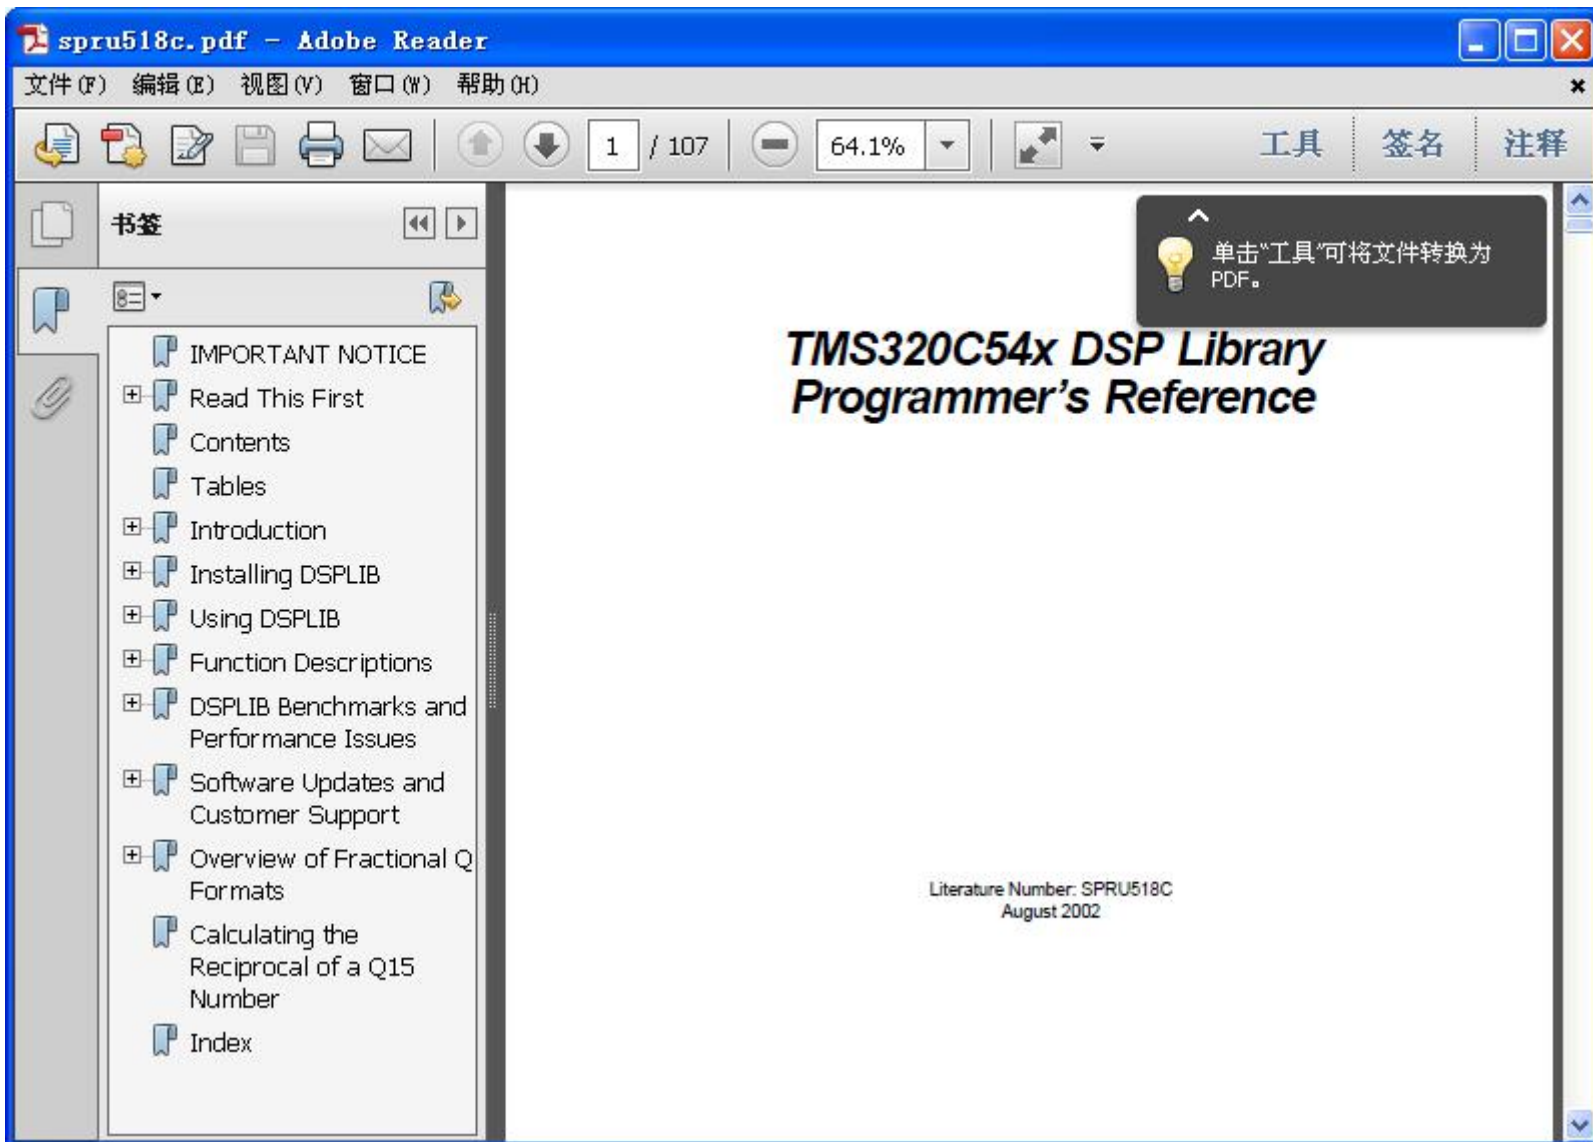 spru518c.pdf - Adobe Reader
文件(F) 编辑(E) 视图(V) 窗口(W) 帮助(H)
1 / 107 64.1% 工具 签名 注释
书签
IMPORTANT NOTICE
Read This First
Contents
Tables
Introduction
Installing DSPLIB
Using DSPLIB
Function Descriptions
DSPLIB Benchmarks and
Performance Issues
Software Updates and
Customer Support
Overview of Fractional Q
Formats
Calculating the
Reciprocal of a Q15
Number
Index
单击“工具”可将文件转换为
PDF。
TMS320C54x DSP Library
Programmer's Reference
Literature Number: SPRU518C
August 2002